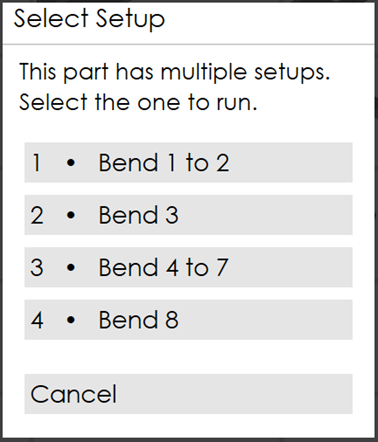 Select Setup
This part has multiple setups.
Select the one to run.
1 • Bend 1 to 2
2 • Bend 3
3 • Bend 4 to 7
4 • Bend 8
Cancel